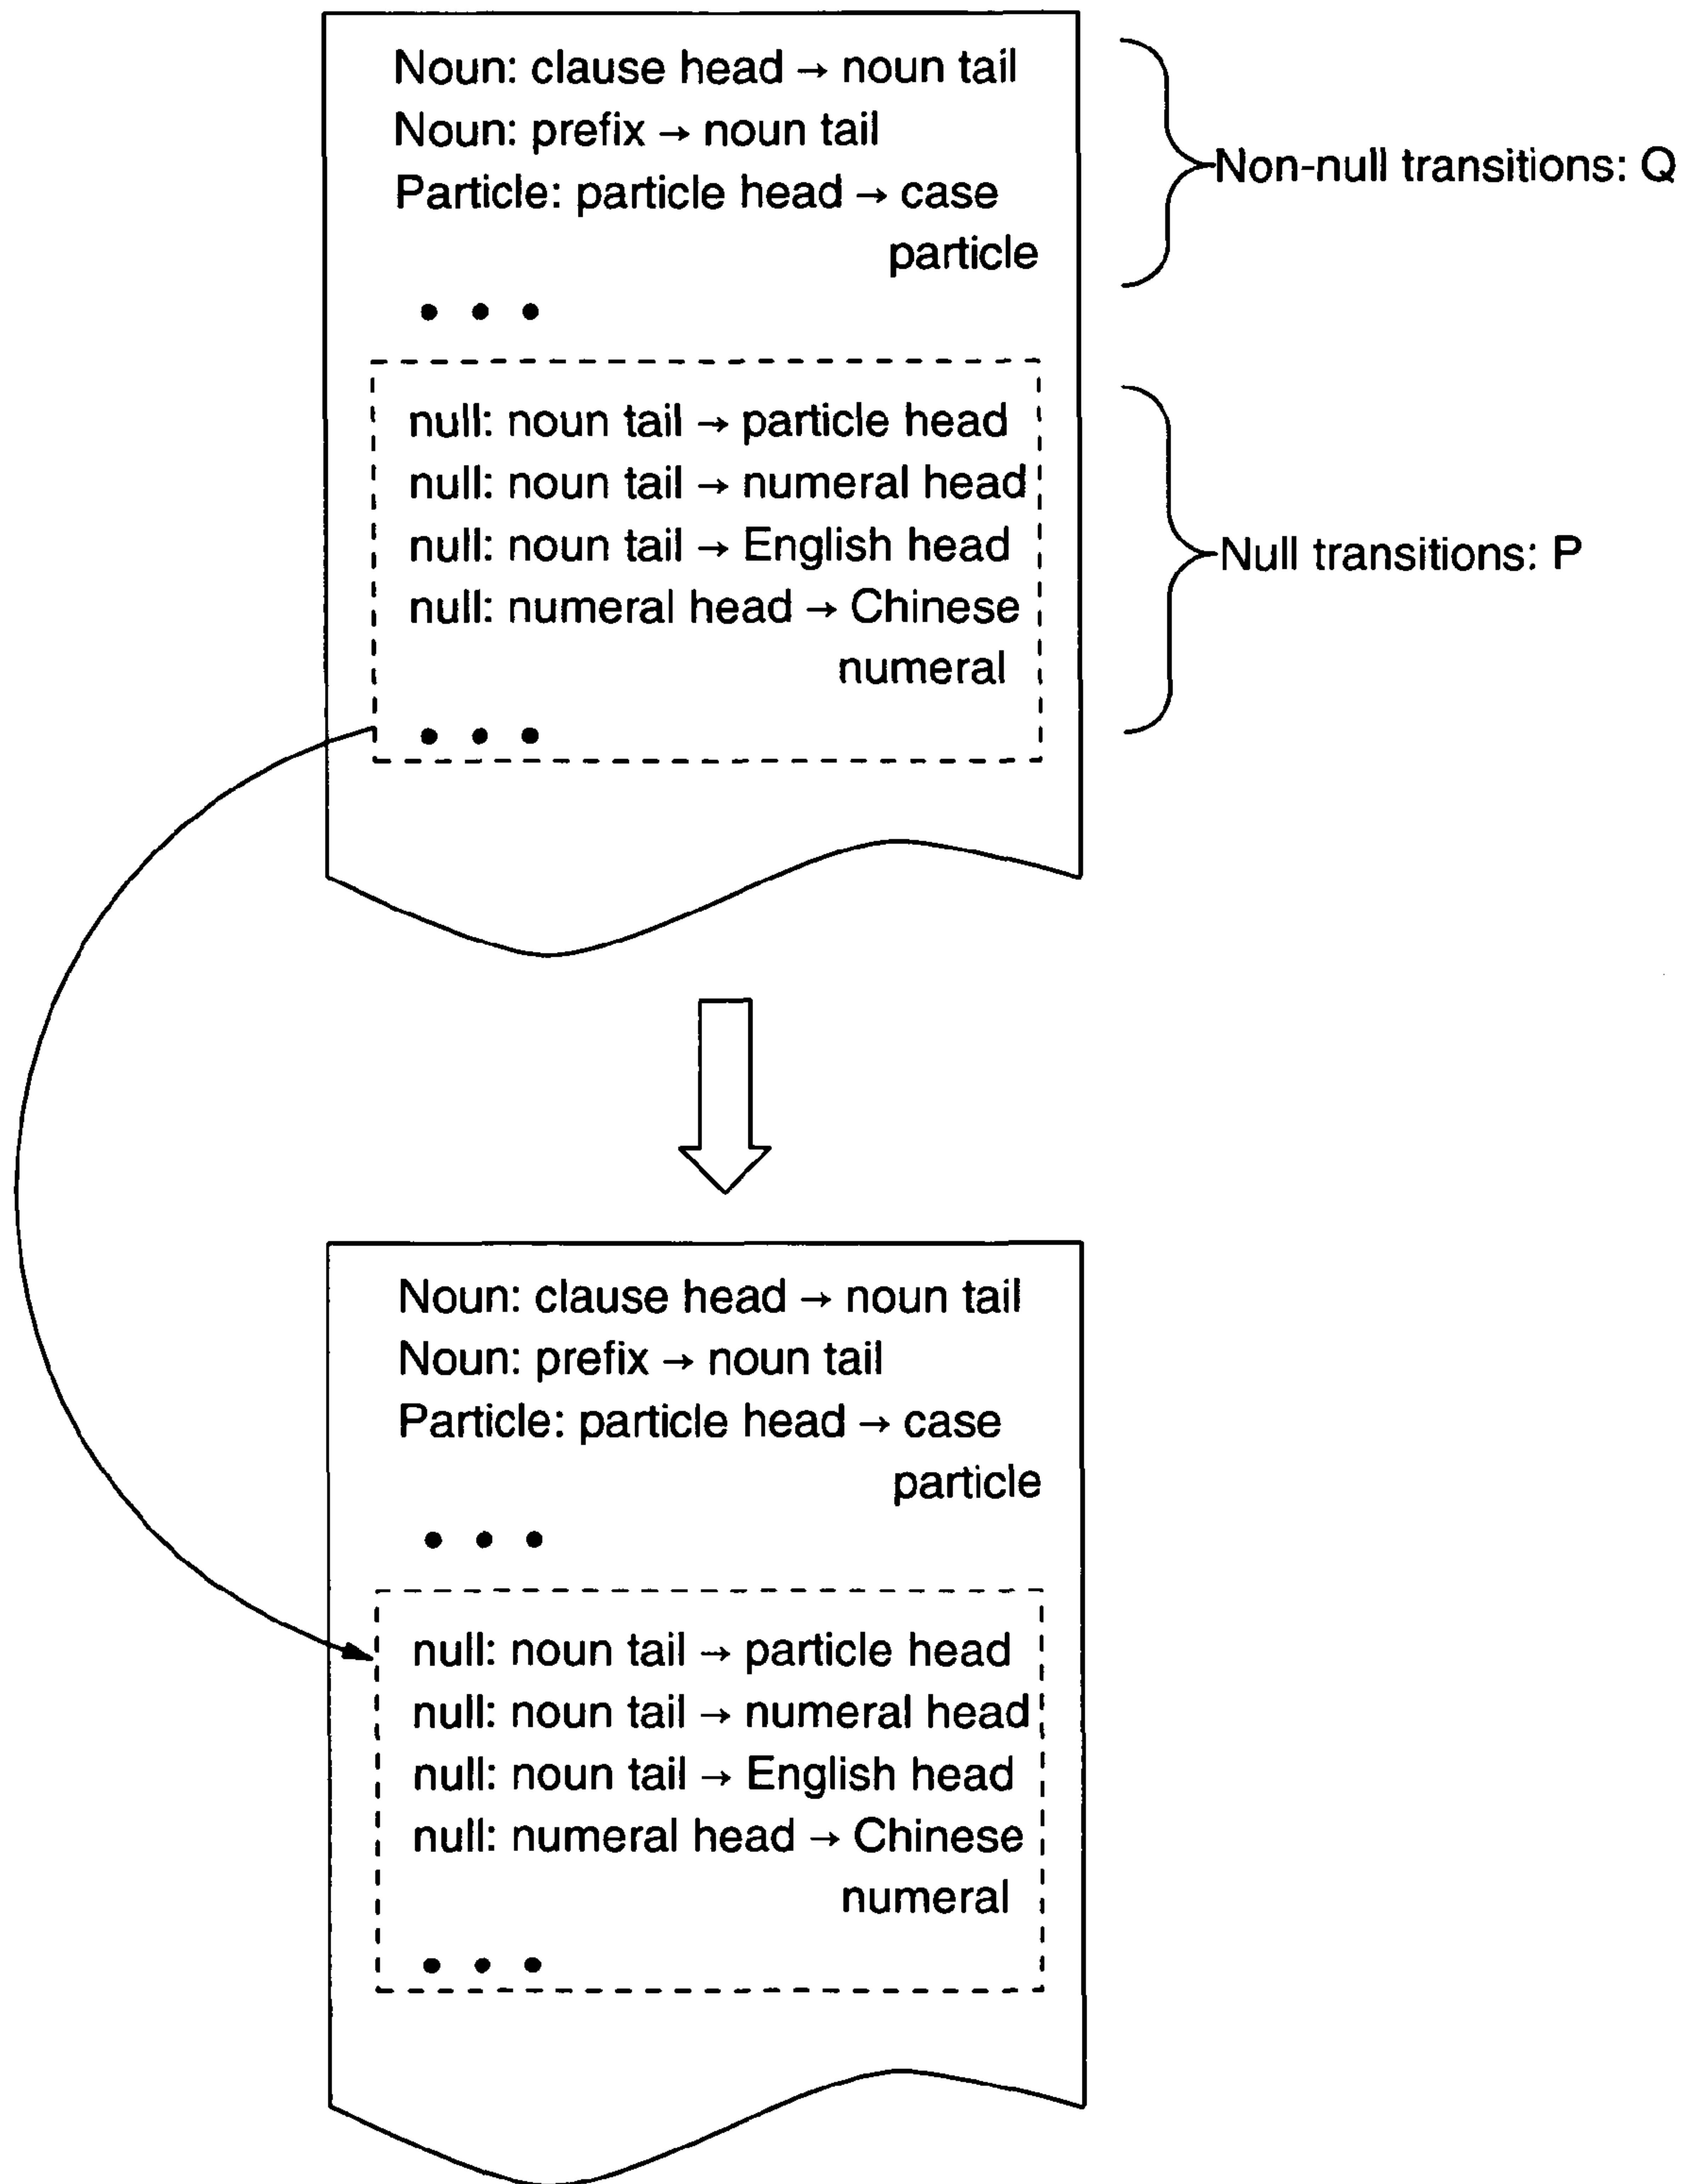 Noun: clause head → noun tail
Noun: prefix → noun tail
Particle: particle head → case
particle
• • •
Non-null transitions: Q
null: noun tail → particle head
null: noun tail → numeral head
null: noun tail → English head
null: numeral head → Chinese
numeral
• • •
Null transitions: P
Noun: clause head → noun tail
Noun: prefix → noun tail
Particle: particle head → case
particle
• • •
null: noun tail → particle head
null: noun tail → numeral head
null: noun tail → English head
null: numeral head → Chinese
numeral
• • •